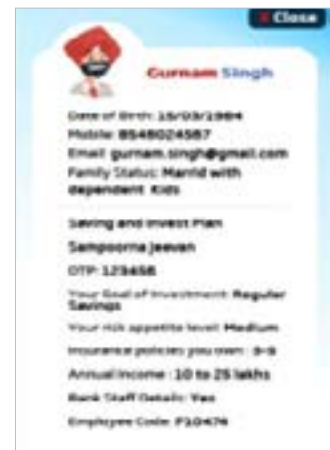 Close
Gurnam Singh
Date of Birth: 15/03/1984
Mobile: 8548024587
Email: gurnam.singh@gmail.com
Family Status: Marrid with
dependent Kids
Saving and Invest Plan
Sampoorna Jeevan
OTP: 123456
Your Goal of Investment: Regular
Savings
Your risk appetite level: Medium
Insurance policies you own : 3-5
Annual Income : 10 to 25 lakhs
Bank Staff Details: Yes
Employee Code: F10474